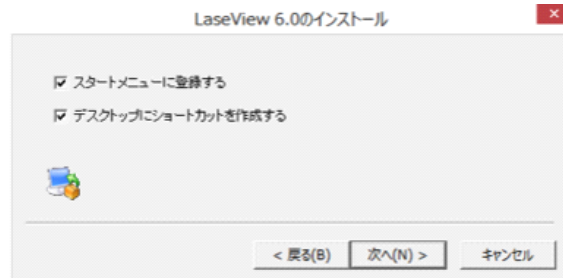 LaseView 6.0のインストール
スタートメニューに登録する
デスクトップにショートカットを作成する
< 戻る(B) 次へ(N) > キャンセル